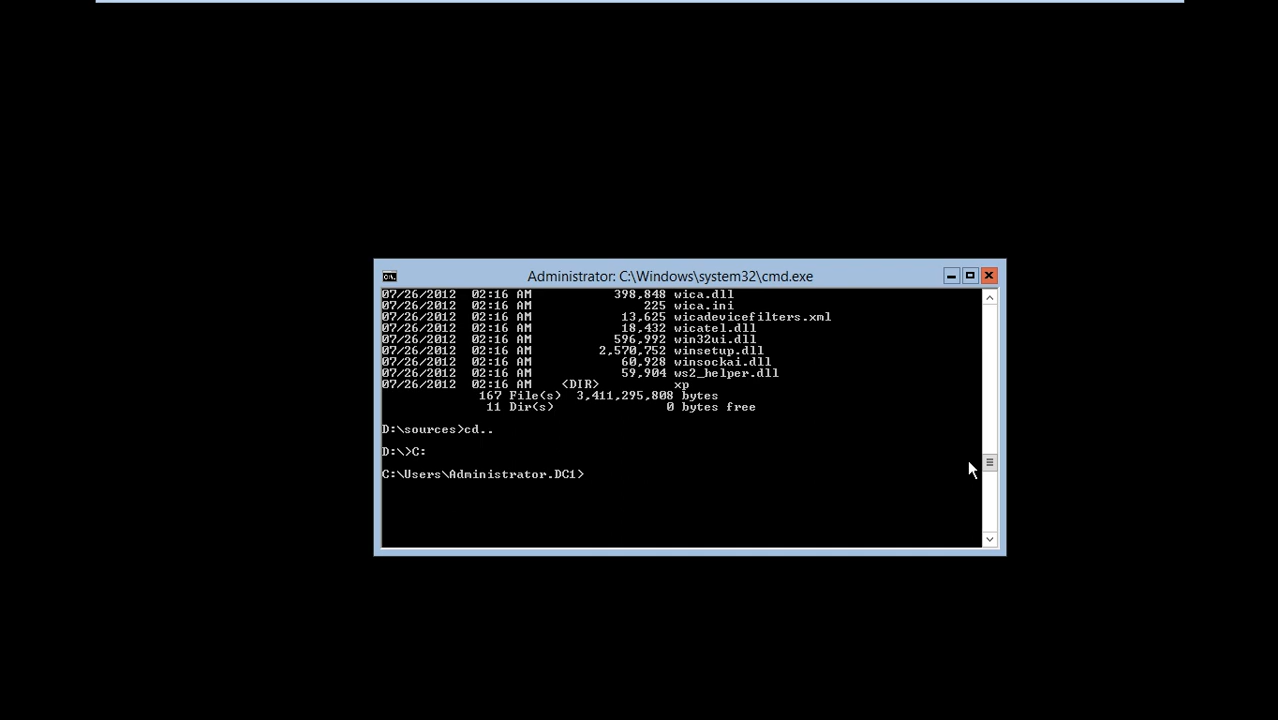 Administrator: C:\Windows\system32\cmd.exe
07/26/2012  02:16 AM           398,848 wica.dll
07/26/2012  02:16 AM               225 wica.ini
07/26/2012  02:16 AM            13,625 wicadevicefilters.xml
07/26/2012  02:16 AM            18,432 wicatel.dll
07/26/2012  02:16 AM           596,992 win32ui.dll
07/26/2012  02:16 AM         2,570,752 winsetup.dll
07/26/2012  02:16 AM            60,928 winsockai.dll
07/26/2012  02:16 AM            59,904 ws2_helper.dll
07/26/2012  02:16 AM    <DIR>          xp
             167 File(s)  3,411,295,808 bytes
              11 Dir(s)               0 bytes free
D:\sources>cd..
D:\>C:
C:\Users\Administrator.DC1>